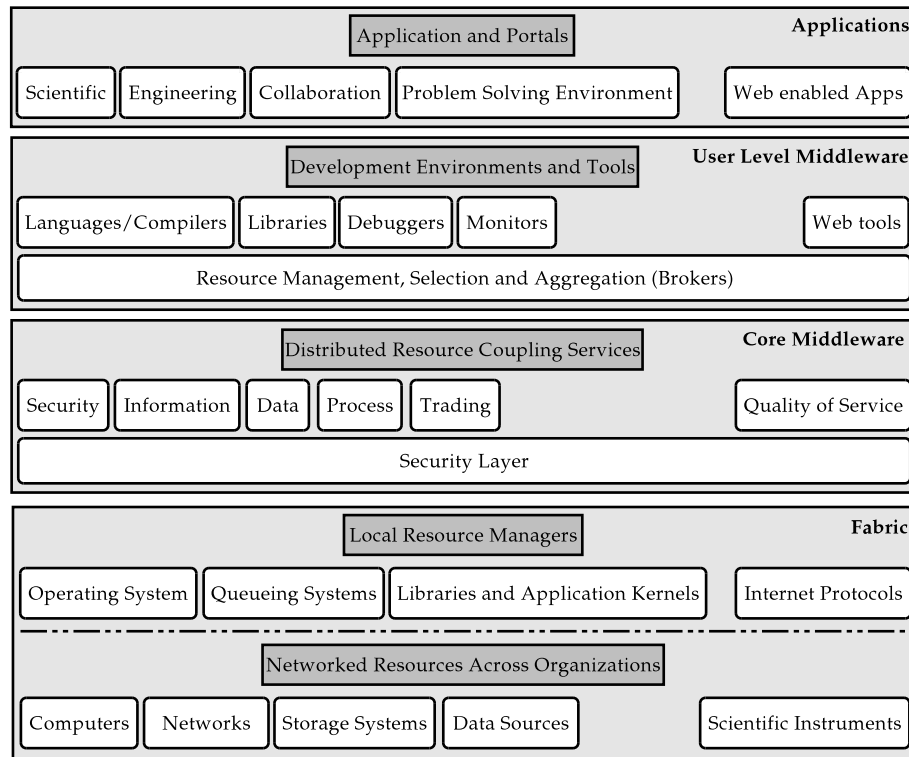 Applications
Application and Portals
Scientific Engineering Collaboration Problem Solving Environment Web enabled Apps
User Level Middleware
Development Environments and Tools
Languages/Compilers Libraries Debuggers Monitors Web tools
Resource Management, Selection and Aggregation (Brokers)
Core Middleware
Distributed Resource Coupling Services
Security Information Data Process Trading Quality of Service
Security Layer
Fabric
Local Resource Managers
Operating System Queueing Systems Libraries and Application Kernels Internet Protocols
Networked Resources Across Organizations
Computers Networks Storage Systems Data Sources Scientific Instruments